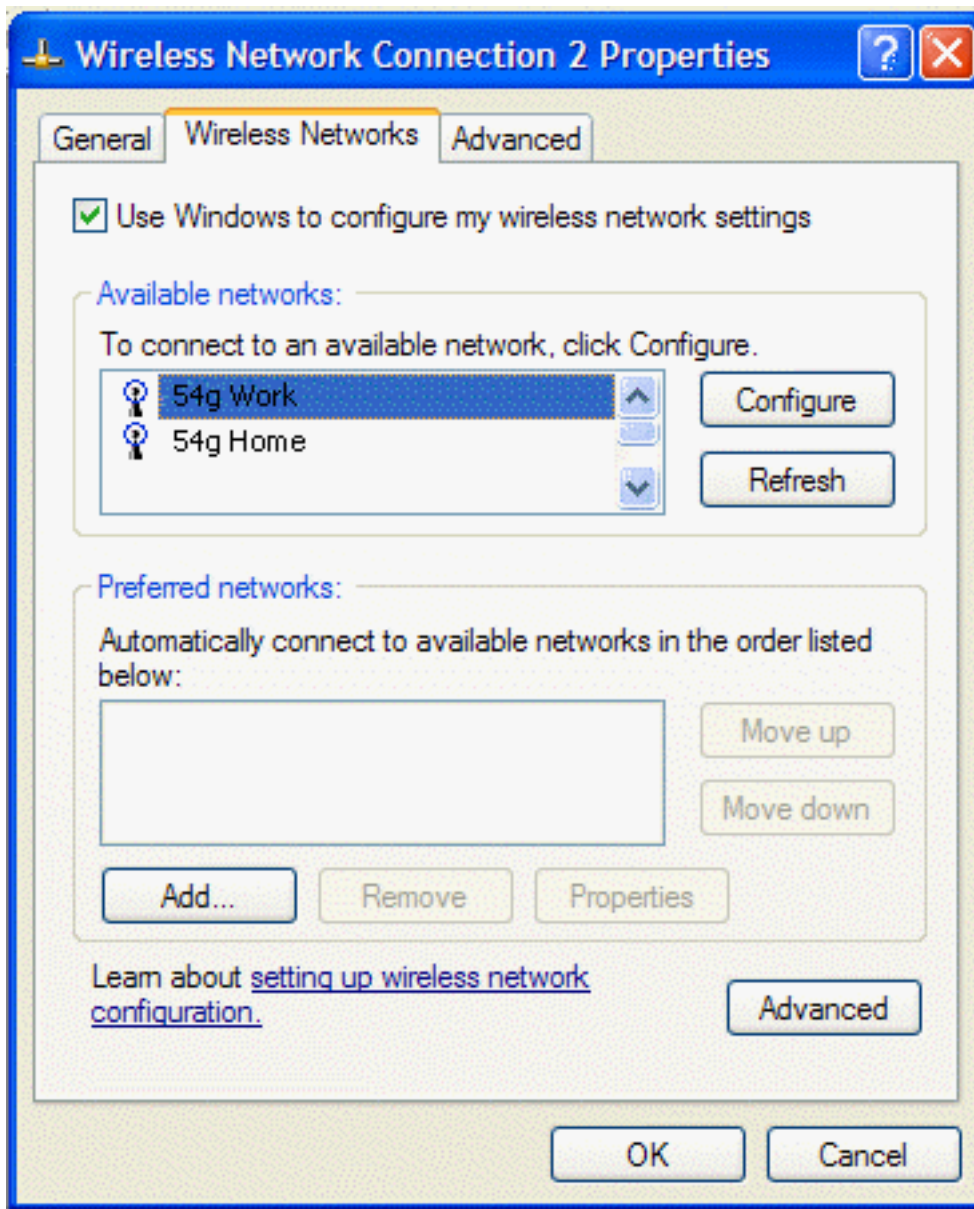 Wireless Network Connection 2 Properties
General Wireless Networks Advanced
Use Windows to configure my wireless network settings
Available networks:
To connect to an available network, click Configure.
54g Work
Configure
54g Home
Refresh
Preferred networks:
Automatically connect to available networks in the order listed
below:
Move up
Move down
Add... Remove Properties
Learn about setting up wireless network
configuration.
Advanced
OK Cancel